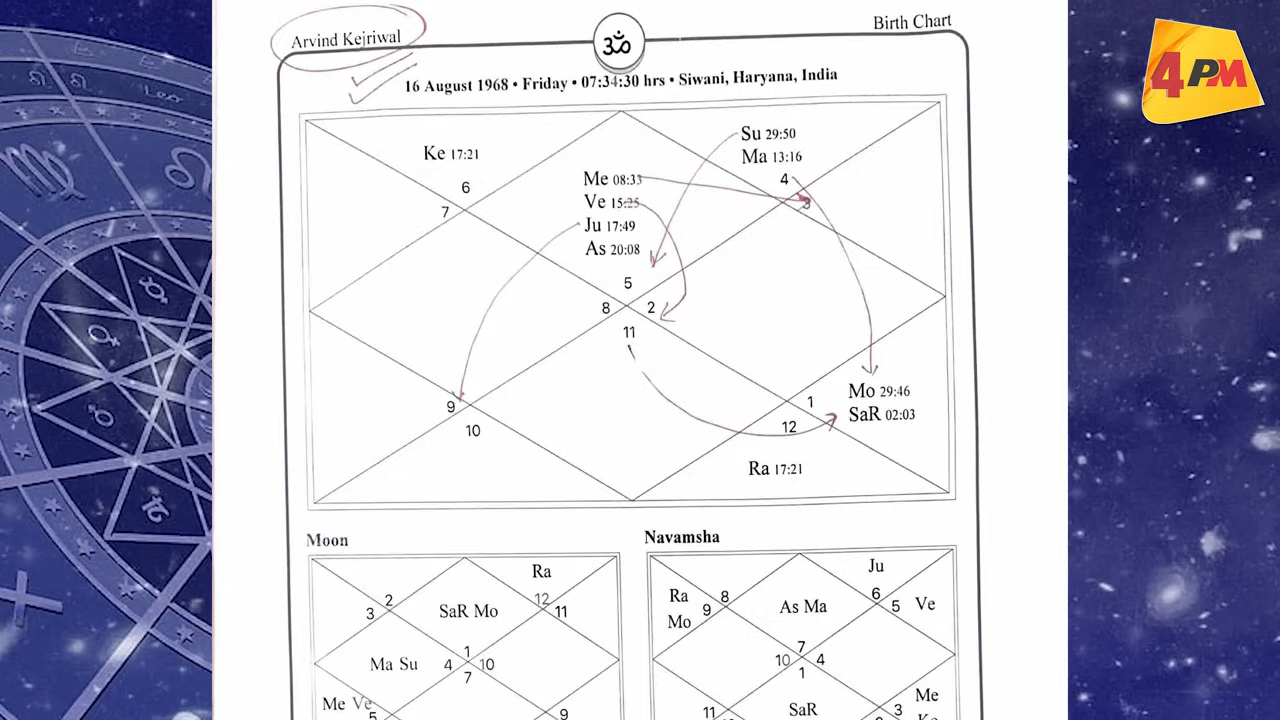 Arvind Kejriwal
ॐ
Birth Chart
4PM
16 August 1968 • Friday • 07:34:30 hrs • Siwani, Haryana, India
Ke 17:21
6
7
Me 08:33
Ve 15:25
Ju 17:49
As 20:08
5
8
2
11
Su 29:50
Ma 13:16
4
3
9
10
1
12
Mo 29:46
SaR 02:03
Ra 17:21
Moon
2
3
SaR Mo
Ra
12
11
Ma Su
4
1
10
7
Me Ve
5
9
Navamsha
Ra
Mo
9
8
As Ma
Ju
6
5
Ve
7
10
4
1
11
SaR
3
Me